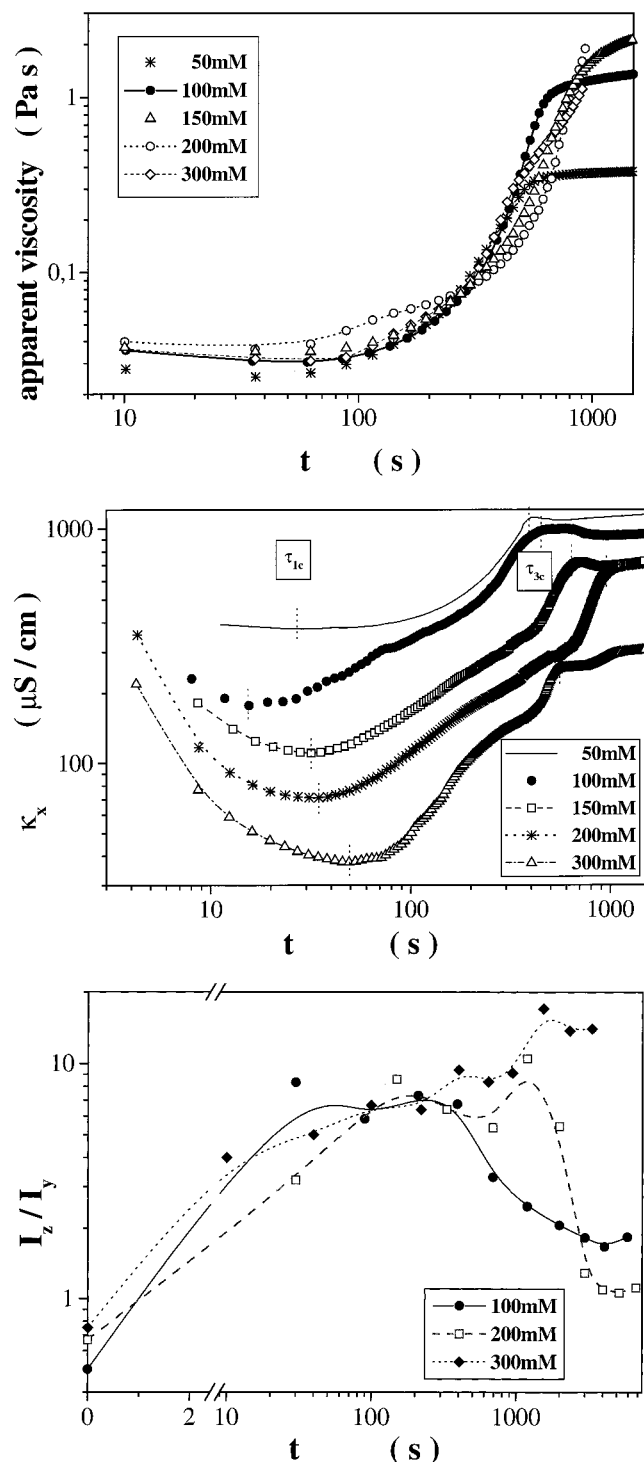 apparent viscosity ( Pa s )
1
0,1
50mM
100mM
150mM
200mM
300mM
10 100 1000
t ( s )
κx ( μS / cm )
1000
100
τ1c
τ3c
50mM
100mM
150mM
200mM
300mM
10 100 1000
t ( s )
Iz / Iy
10
1
100mM
200mM
300mM
0 2 10 100 1000
t ( s )